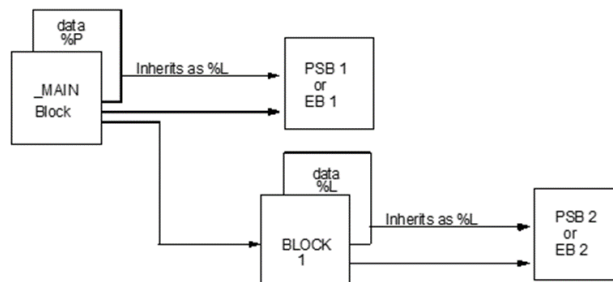 data
%P
_MAIN
Block
Inherits as %L
PSB 1
or
EB 1
data
%L
BLOCK
1
Inherits as %L
PSB 2
or
EB 2